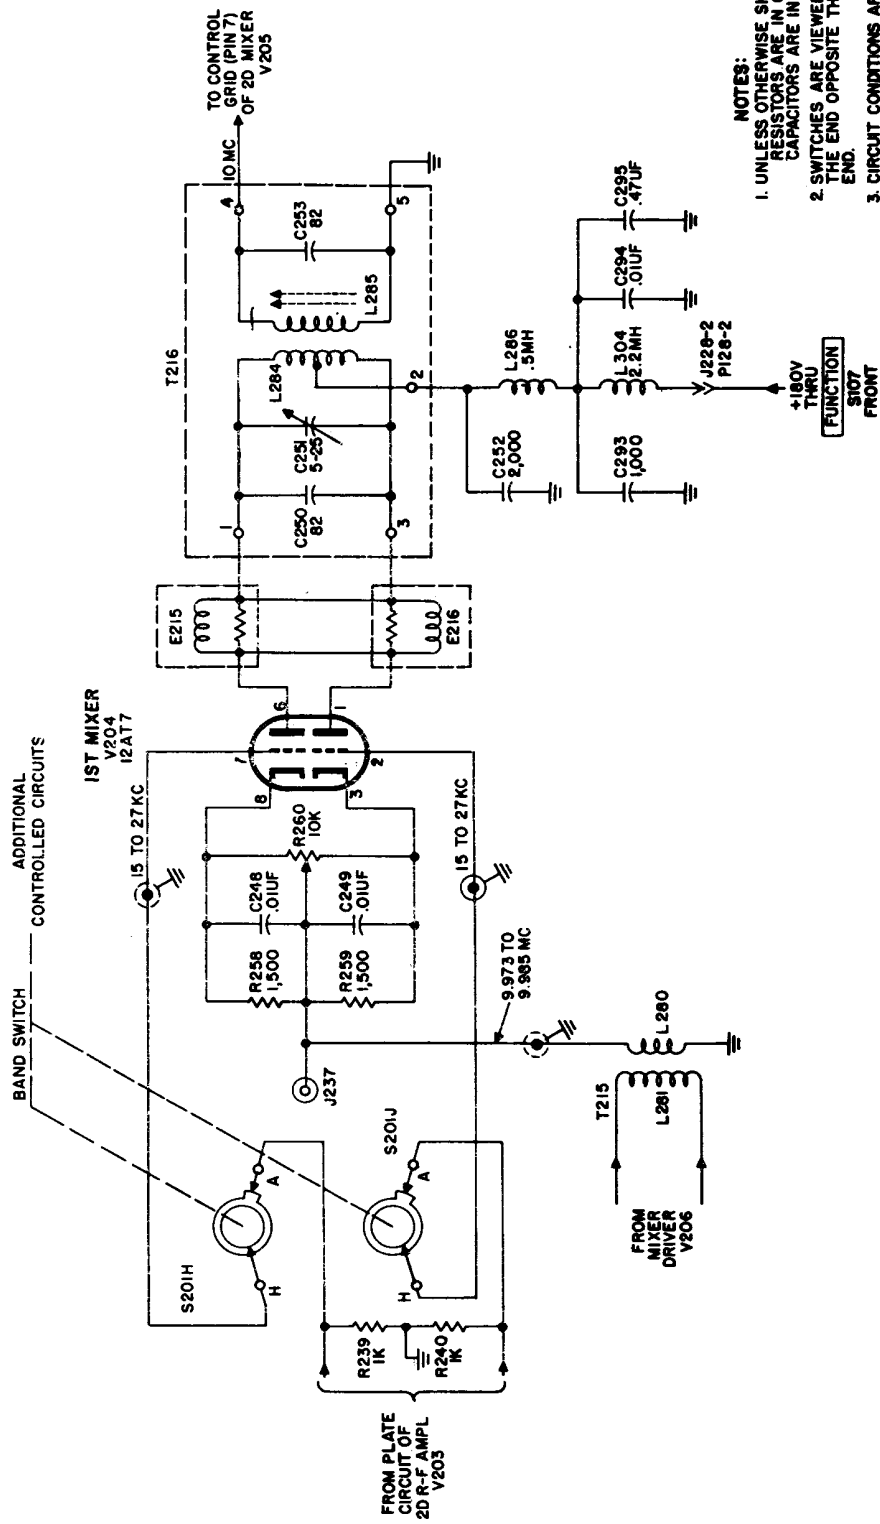 BAND SWITCH
ADDITIONAL
CONTROLLED CIRCUITS
S201H
H
A
S201J
H
A
FROM PLATE
CIRCUIT OF
2D R-F AMPL
V203
R239
1K
R240
1K
15 TO 27KC
15 TO 27KC
J237
R258
1,500
R259
1,500
C248
.01UF
C249
.01UF
R260
10K
9.973 TO
9.985 MC
FROM
MIXER
DRIVER
V206
T215
L281
L280
1ST MIXER
V204
12AT7
7
8
3
2
6
1
E215
E216
T216
1
3
C250
82
C251
5-25
L284
L285
C253
82
4
5
2
10 MC
TO CONTROL
GRID (PIN 7)
OF 2D MIXER
V205
C252
2,000
L286
.5MH
C293
1,000
L304
2.2MH
C294
.01UF
C295
.47UF
J228-2
P128-2
+180V
THRU
FUNCTION
S107
FRONT
NOTES:
1. UNLESS OTHERWISE
RESISTORS ARE IN
CAPACITORS ARE IN
2. SWITCHES ARE VIEWED
THE END OPPOSITE
END.
3. CIRCUIT CONDITIONS